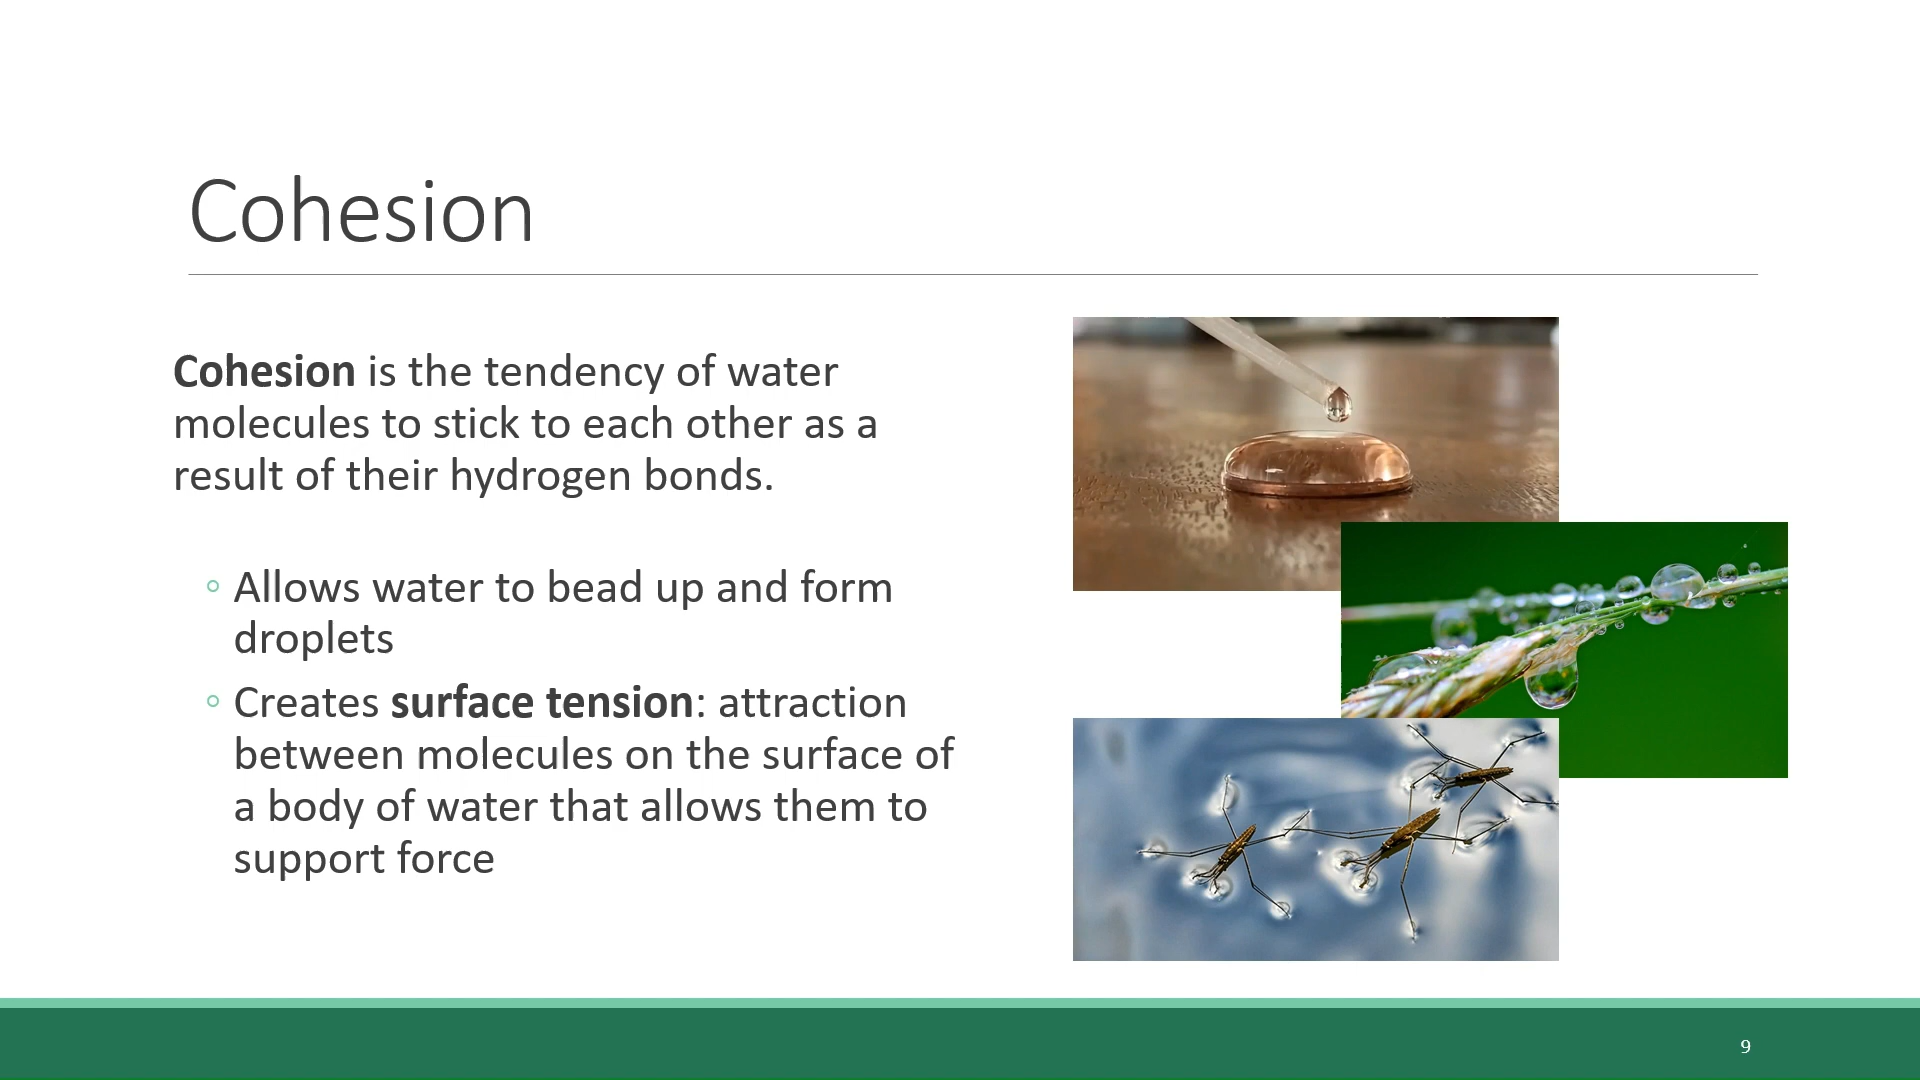 Cohesion
Cohesion is the tendency of water
molecules to stick to each other as a
result of their hydrogen bonds.
◦ Allows water to bead up and form
droplets
◦ Creates surface tension: attraction
between molecules on the surface of
a body of water that allows them to
support force
9